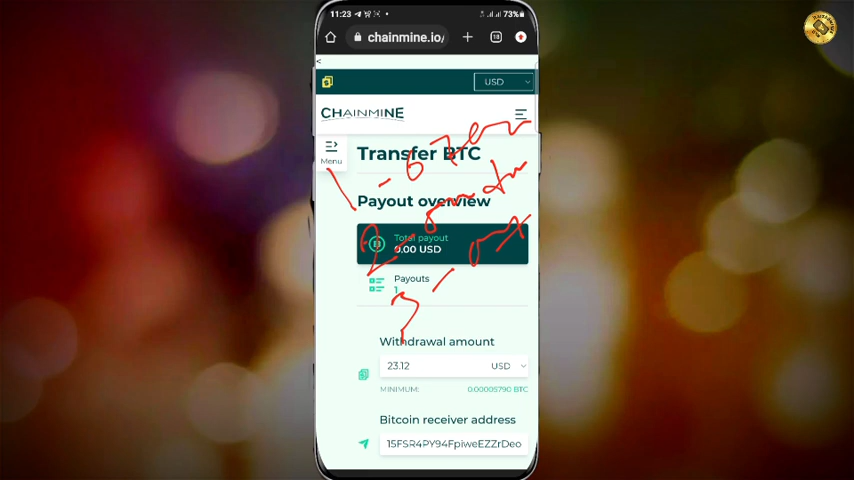 11:23
73%
chainmine.io/
18
<
USD
CHAINMINE
Menu
Transfer BTC
Payout overview
Total payout
0.00 USD
Payouts
1
Withdrawal amount
23.12 USD
MINIMUM: 0.00005790 BTC
Bitcoin receiver address
15FSR4PY94FpiweEZZrDeo